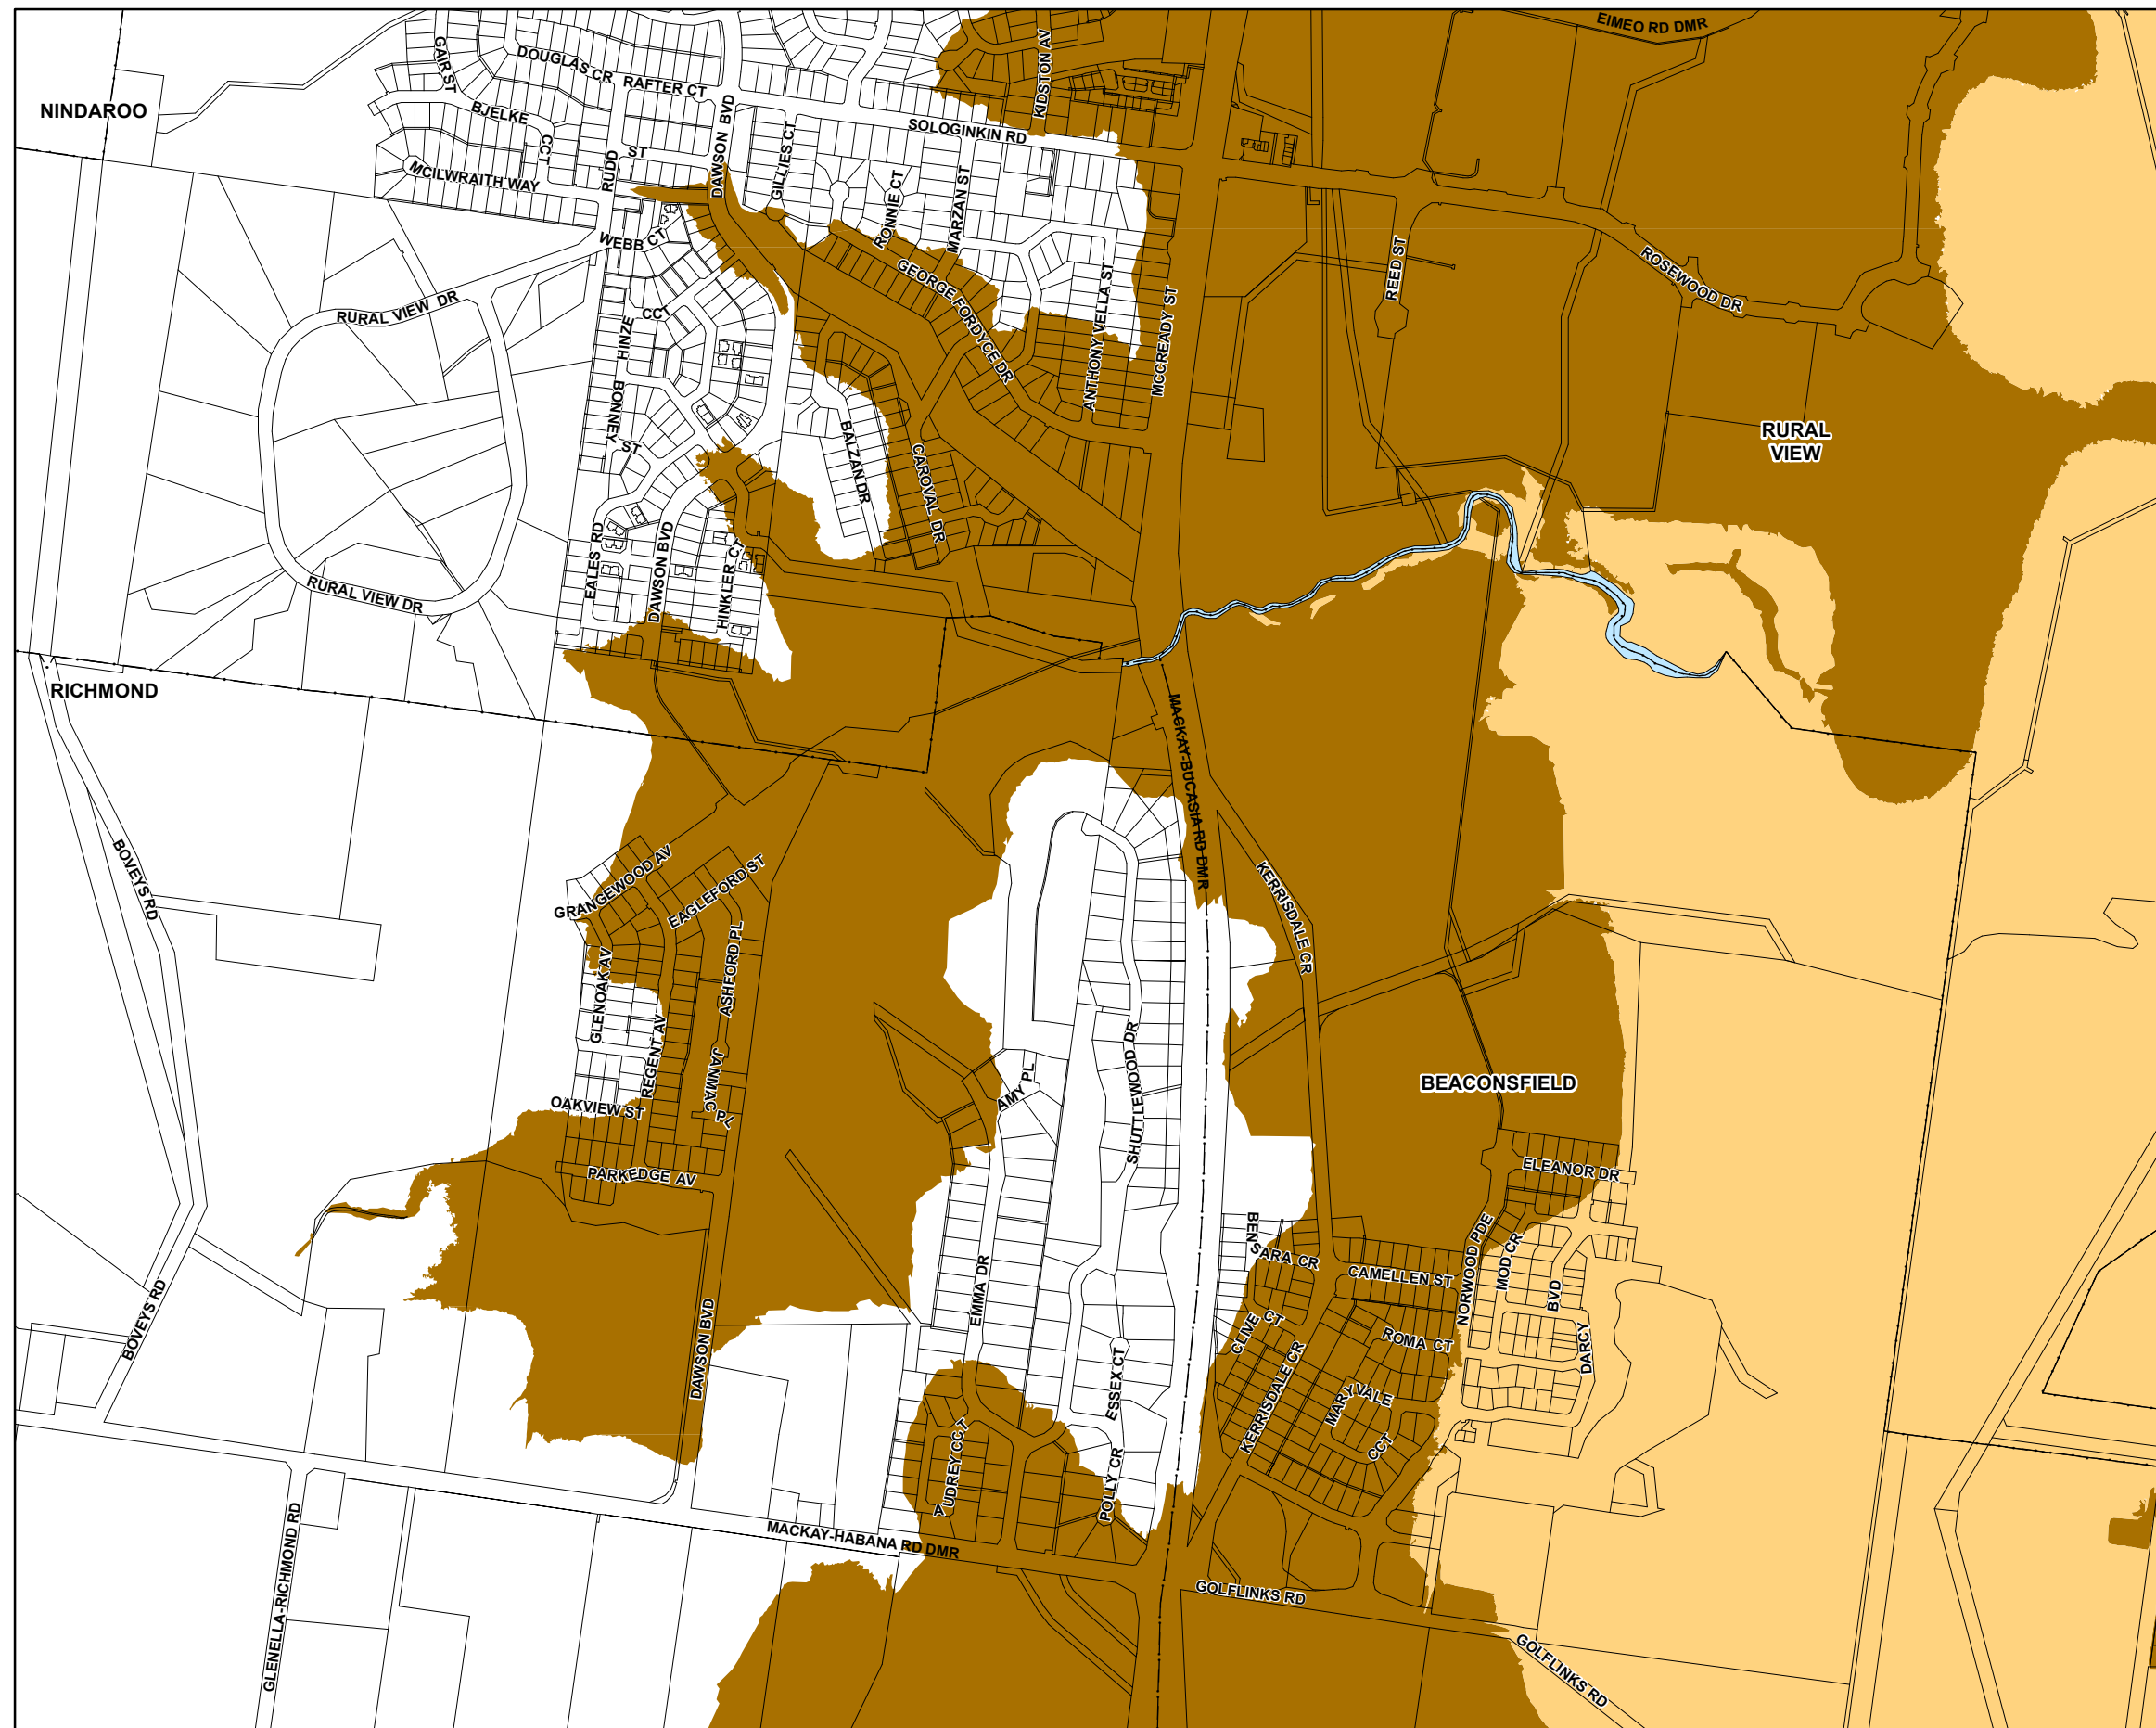 EIMEO RD DMR
GAIR ST
DOUGLAS CR
RAFTER CT
KIDSTON AV
NINDAROO
BJELKE
CCT
DAWSON BVD
SOLOGINKIN RD
RUDD
ST
GILLIES CT
MCILWRAITH WAY
RONNIE CT
MARZAN ST
WEBB CT
GEORGE FORDYCE DR
ANTHONY VELLA ST
MCCREADY ST
REED ST
ROSEWOOD DR
RURAL VIEW DR
HINZE
CCT
BONNEY
ST
BALZAN DR
CAROVAL DR
RURAL
VIEW
EALES RD
DAWSON BVD
HINKLER CT
RURAL VIEW DR
RICHMOND
MACKAY-BUCASIA RD DMR
BOVEYS RD
GRANGEWOOD AV
EAGLEFORD ST
KERRISDALE CR
GLENOAK AV
ASHFORD PL
REGENT AV
JANMAC
PL
AMY PL
SHUTTLEWOOD DR
BEACONSFIELD
OAKVIEW ST
PARKEDGE AV
ELEANOR DR
BEN
SARA CR
CAMELLEN ST
NORWOOD PDE
MOD CR
BVD
DARCY
BOVEYS RD
DAWSON BVD
EMMA DR
CLIVE CT
ROMA CT
KERRISDALE CR
MARYVALE
CCT
ESSEX CT
AUDREY CCT
POLLY CR
GLENELLA-RICHMOND RD
MACKAY-HABANA RD DMR
GOLFLINKS RD
GOLFLINKS RD